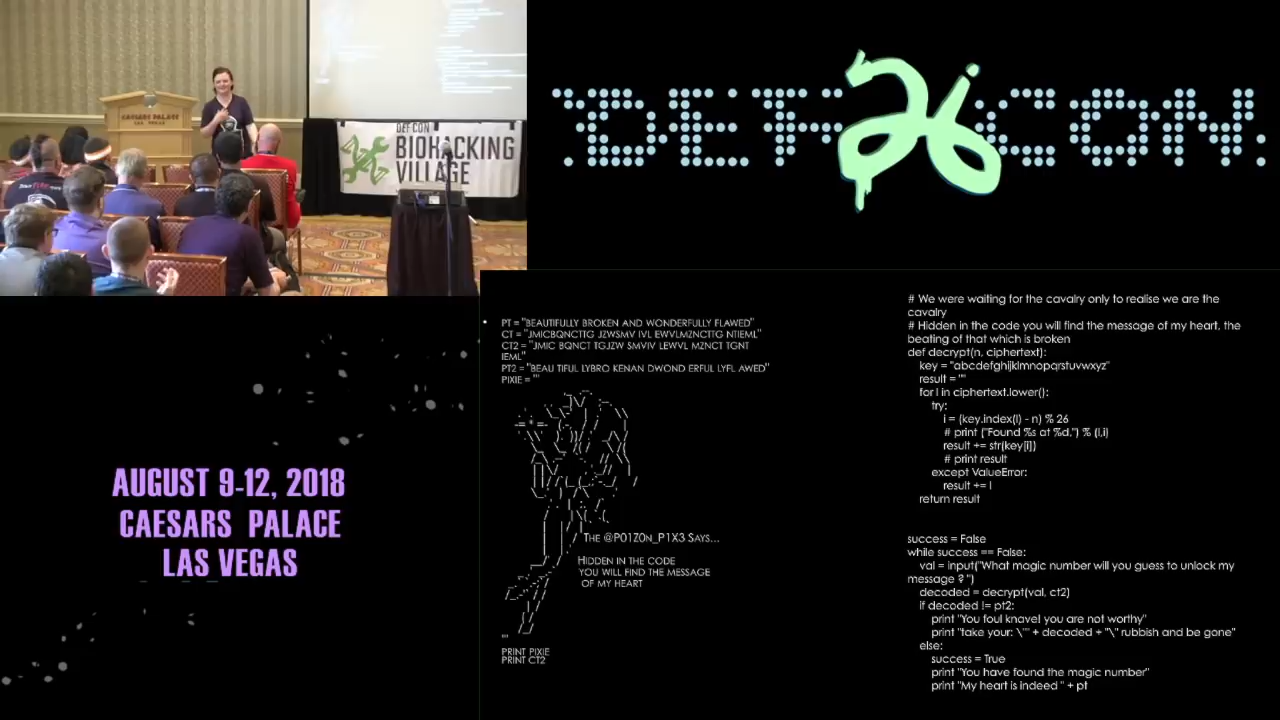 CAESARS PALACE
LAS VEGAS
DEF CON
BIOHACKING
VILLAGE
DEF CON
26
AUGUST 9-12, 2018
CAESARS PALACE
LAS VEGAS
PT = "BEAUTIFULLY BROKEN AND WONDERFULLY FLAWED"
CT = "JMICBQNCTTG JZWSMV IVL EWVLMZNCTTG NTIEML"
CT2 = "JMIC BQNCT TGJZW SMVIV LEWVL MZNCT TGNT
IEML"
PT2 = "BEAU TIFUL LYBRO KENAN DWOND ERFUL LYFL AWED"
PIXIE = '''
THE @P01Z0N_P1X3 SAYS...
HIDDEN IN THE CODE
YOU WILL FIND THE MESSAGE
OF MY HEART
'''
PRINT PIXIE
PRINT CT2
# We were waiting for the cavalry only to realise we are the
cavalry
# Hidden in the code you will find the message of my heart, the
beating of that which is broken
def decrypt(n, ciphertext):
key = "abcdefghijklmnopqrstuvwxyz"
result = ""
for l in ciphertext.lower():
try:
i = (key.index(l) - n) % 26
# print ("Found %s at %d,") % (l,i)
result += str(key[i])
# print result
except ValueError:
result += l
return result
success = False
while success == False:
val = input("What magic number will you guess to unlock my
message ? ")
decoded = decrypt(val, ct2)
if decoded != pt2:
print "You foul knave! you are not worthy"
print "take your: \"" + decoded + "\" rubbish and be gone"
else:
success = True
print "You have found the magic number"
print "My heart is indeed " + pt